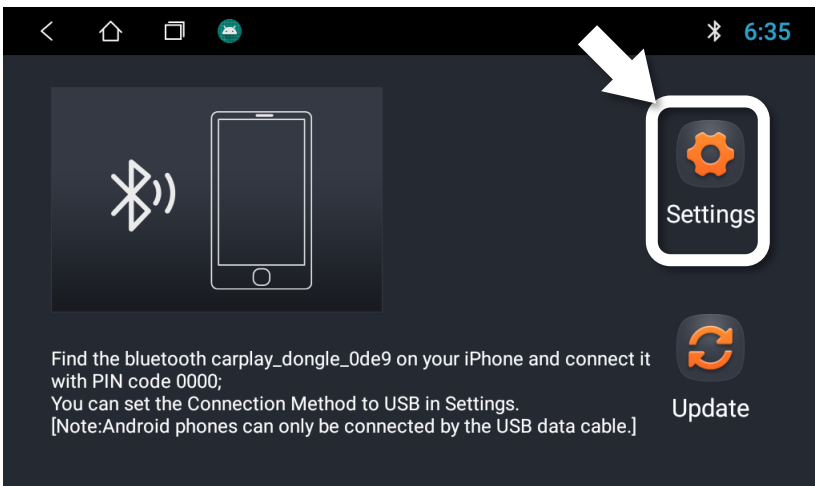 6:35
Settings
Find the bluetooth carplay_dongle_0de9 on your iPhone and connect it
with PIN code 0000;
You can set the Connection Method to USB in Settings.
[Note:Android phones can only be connected by the USB data cable.]
Update